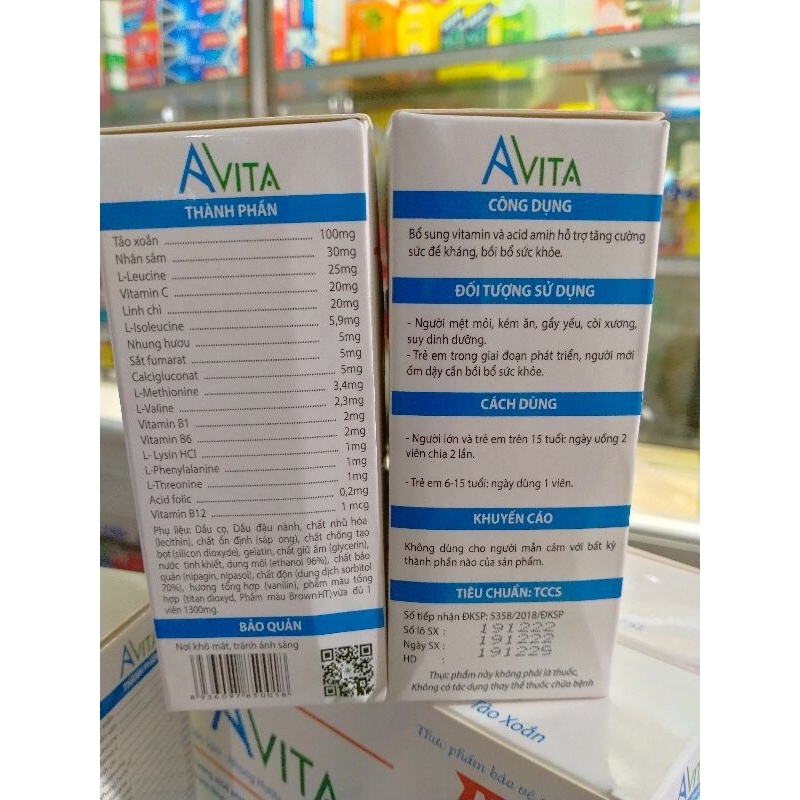 AVITA
THÀNH PHẦN
Tảo xoắn 100mg
Nhân sâm 30mg
L-Leucine 25mg
Vitamin C 20mg
Linh chi 20mg
L-Isoleucine 5,9mg
Nhung hươu 5mg
Sắt fumarat 5mg
Calcigluconat 5mg
L-Methionine 3,4mg
L-Valine 2,3mg
Vitamin B1 2mg
Vitamin B6 2mg
L- Lysin HCl 1mg
L-Phenylalanine 1mg
L-Threonine 1mg
Acid folic 0,2mg
Vitamin B12 1 mcg
Phụ liệu: Dầu cọ, Dầu đậu nành, chất nhũ hóa
(lecithin), chất ổn định (sáp ong), chất chống tạo
bọt (silicon dioxyde), gelatin, chất giữ ẩm (glycerin),
nước tinh khiết, dung môi (ethanol 96%), chất bảo
quản (nipagin, nipasol), chất độn (dung dịch sorbitol
70%), hương tổng hợp (vanilin), phẩm màu tổng
hợp (titan dioxyd, Phẩm màu BrownHT) vừa đủ 1
viên 1300mg.
BẢO QUẢN
Nơi khô mát, tránh ánh sáng
AVITA
CÔNG DỤNG
Bổ sung vitamin và acid amin hỗ trợ tăng cường
sức đề kháng, bồi bổ sức khỏe.
ĐỐI TƯỢNG SỬ DỤNG
- Người mệt mỏi, kém ăn, gầy yếu, còi xương,
suy dinh dưỡng.
- Trẻ em trong giai đoạn phát triển, người mới
ốm dậy cần bồi bổ sức khỏe.
CÁCH DÙNG
- Người lớn và trẻ em trên 15 tuổi: ngày uống 2
viên chia 2 lần.
- Trẻ em 6-15 tuổi: ngày dùng 1 viên.
KHUYẾN CÁO
Không dùng cho người mẫn cảm với bất kỳ
thành phần nào của sản phẩm.
TIÊU CHUẨN: TCCS
Số tiếp nhận ĐKSP: 5358/2018/ĐKSP
Số lô SX : 191222
Ngày SX : 191222
HD : 191225
Thực phẩm này không phải là thuốc,
Không có tác dụng thay thế thuốc chữa bệnh
AVITA
THÀNH PHẦN
AVITA
Tảo Xoắn
Thực phẩm bảo vệ
AVITA